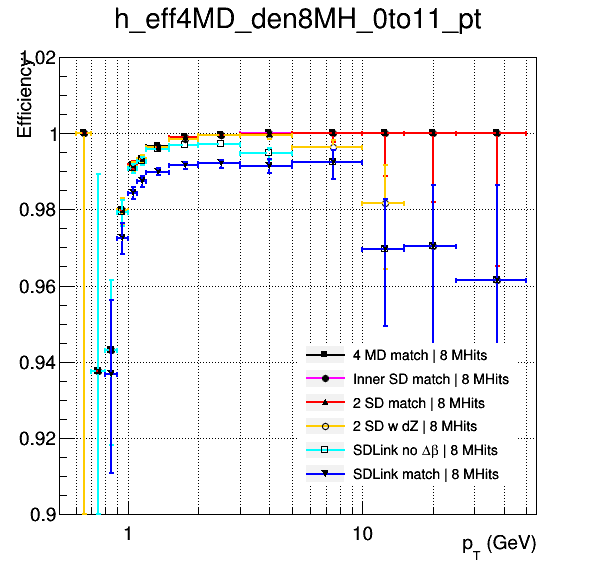 h_eff4MD_den8MH_0to11_pt
Efficiency
1.02
1
0.98
0.96
0.94
0.92
0.9
4 MD match | 8 MHits
Inner SD match | 8 MHits
2 SD match | 8 MHits
2 SD w dZ | 8 MHits
SDLink no Δβ | 8 MHits
SDLink match | 8 MHits
1 10
p_T (GeV)